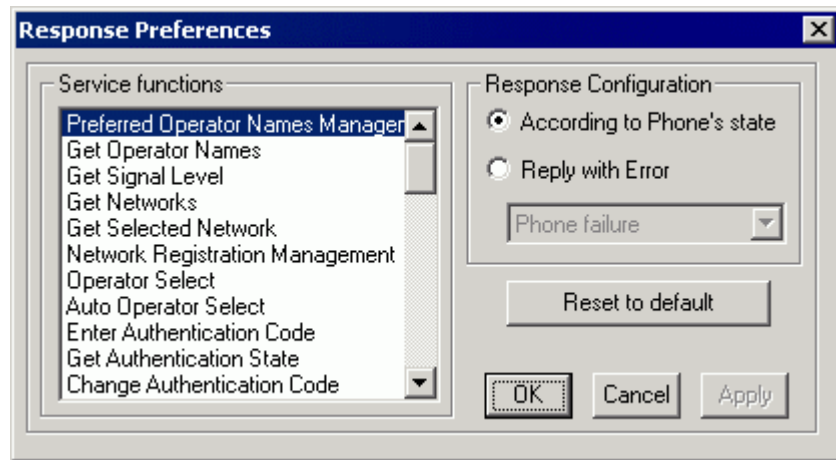 Response Preferences
Service functions
Preferred Operator Names Manager
Get Operator Names
Get Signal Level
Get Networks
Get Selected Network
Network Registration Management
Operator Select
Auto Operator Select
Enter Authentication Code
Get Authentication State
Change Authentication Code
Response Configuration
According to Phone's state
Reply with Error
Phone failure
Reset to default
OK
Cancel
Apply